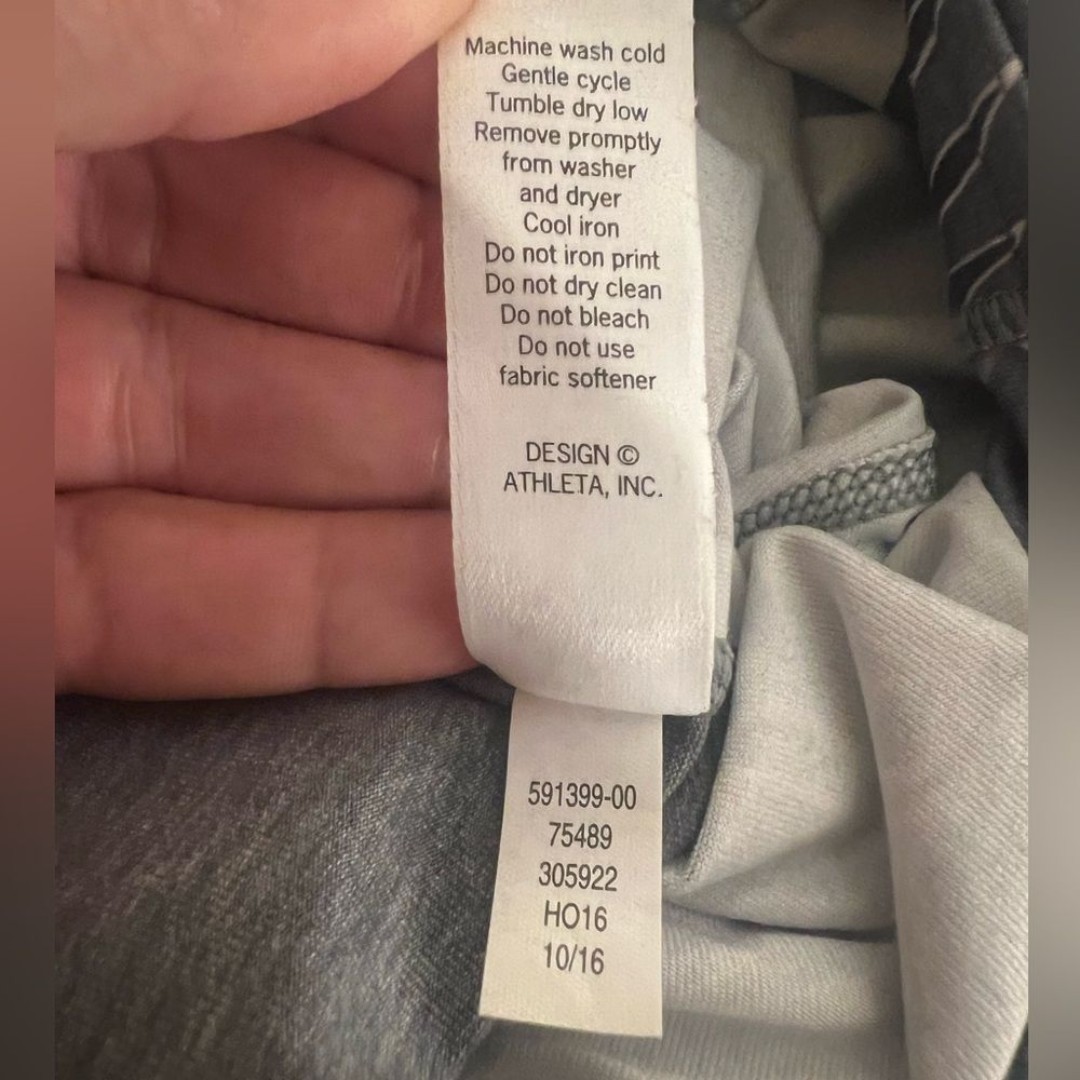 Machine wash cold
Gentle cycle
Tumble dry low
Remove promptly
from washer
and dryer
Cool iron
Do not iron print
Do not dry clean
Do not bleach
Do not use
fabric softener
DESIGN ©
ATHLETA, INC.
591399-00
75489
305922
HO16
10/16